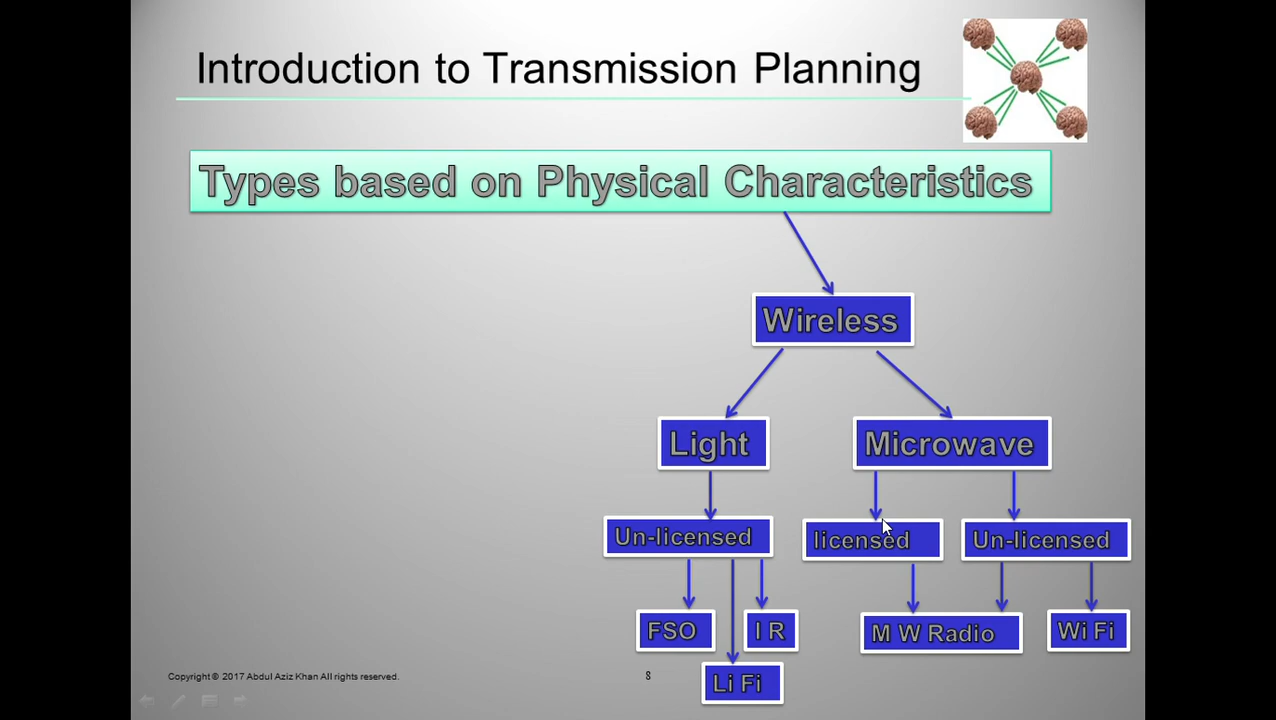 Introduction to Transmission Planning
Types based on Physical Characteristics
Wireless
Light
Microwave
Un-licensed
licensed
Un-licensed
FSO
I R
M W Radio
Wi Fi
Li Fi
Copyright © 2017 Abdul Aziz Khan All rights reserved.
8